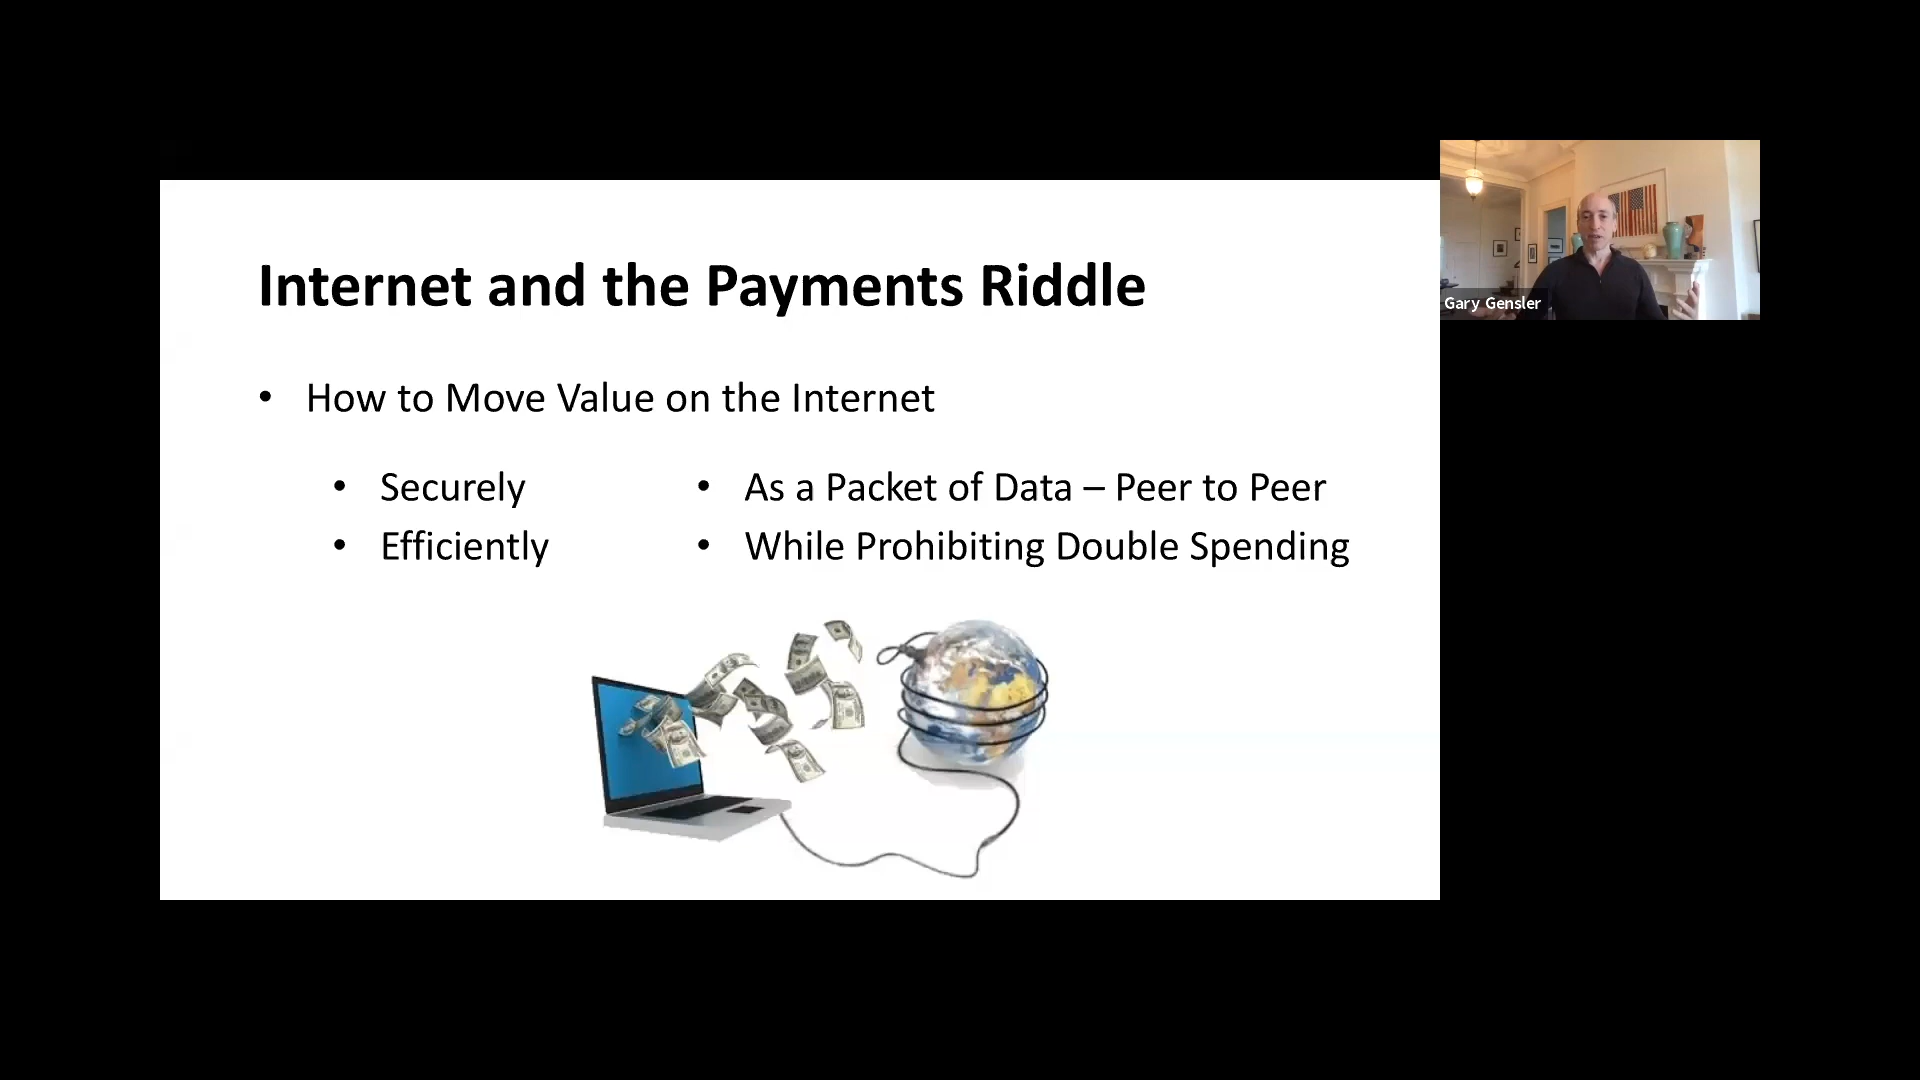 Internet and the Payments Riddle
• How to Move Value on the Internet
• Securely
• Efficiently
• As a Packet of Data – Peer to Peer
• While Prohibiting Double Spending
Gary Gensler